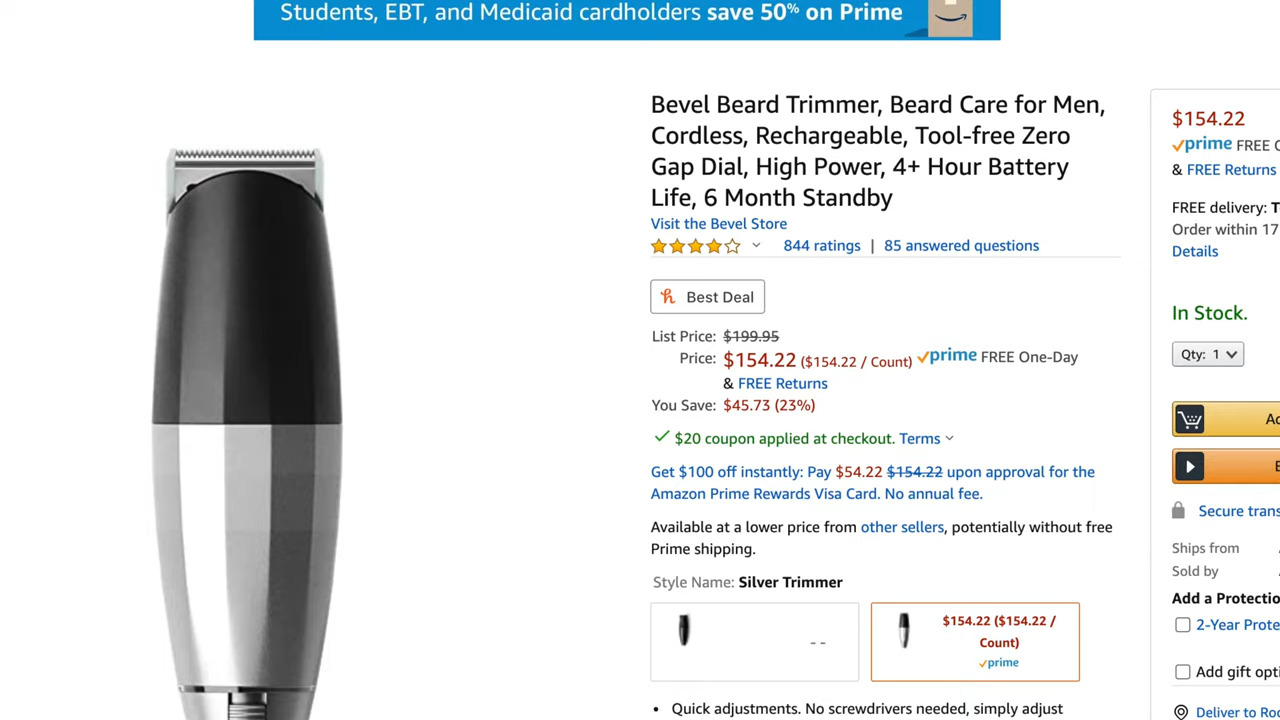 Students, EBT, and Medicaid cardholders save 50% on Prime
Bevel Beard Trimmer, Beard Care for Men,
Cordless, Rechargeable, Tool-free Zero
Gap Dial, High Power, 4+ Hour Battery
Life, 6 Month Standby
Visit the Bevel Store
844 ratings | 85 answered questions
Best Deal
List Price: $199.95
Price: $154.22 ($154.22 / Count) prime FREE One-Day
& FREE Returns
You Save: $45.73 (23%)
$20 coupon applied at checkout. Terms
Get $100 off instantly: Pay $54.22 $154.22 upon approval for the
Amazon Prime Rewards Visa Card. No annual fee.
Available at a lower price from other sellers, potentially without free
Prime shipping.
Style Name: Silver Trimmer
- -
$154.22 ($154.22 /
Count)
prime
• Quick adjustments. No screwdrivers needed, simply adjust
$154.22
prime FREE
& FREE Returns
FREE delivery:
Order within 17
Details
In Stock.
Qty: 1
Secure trans
Ships from
Sold by
Add a Protectio
2-Year Prote
Add gift opti
Deliver to Ro